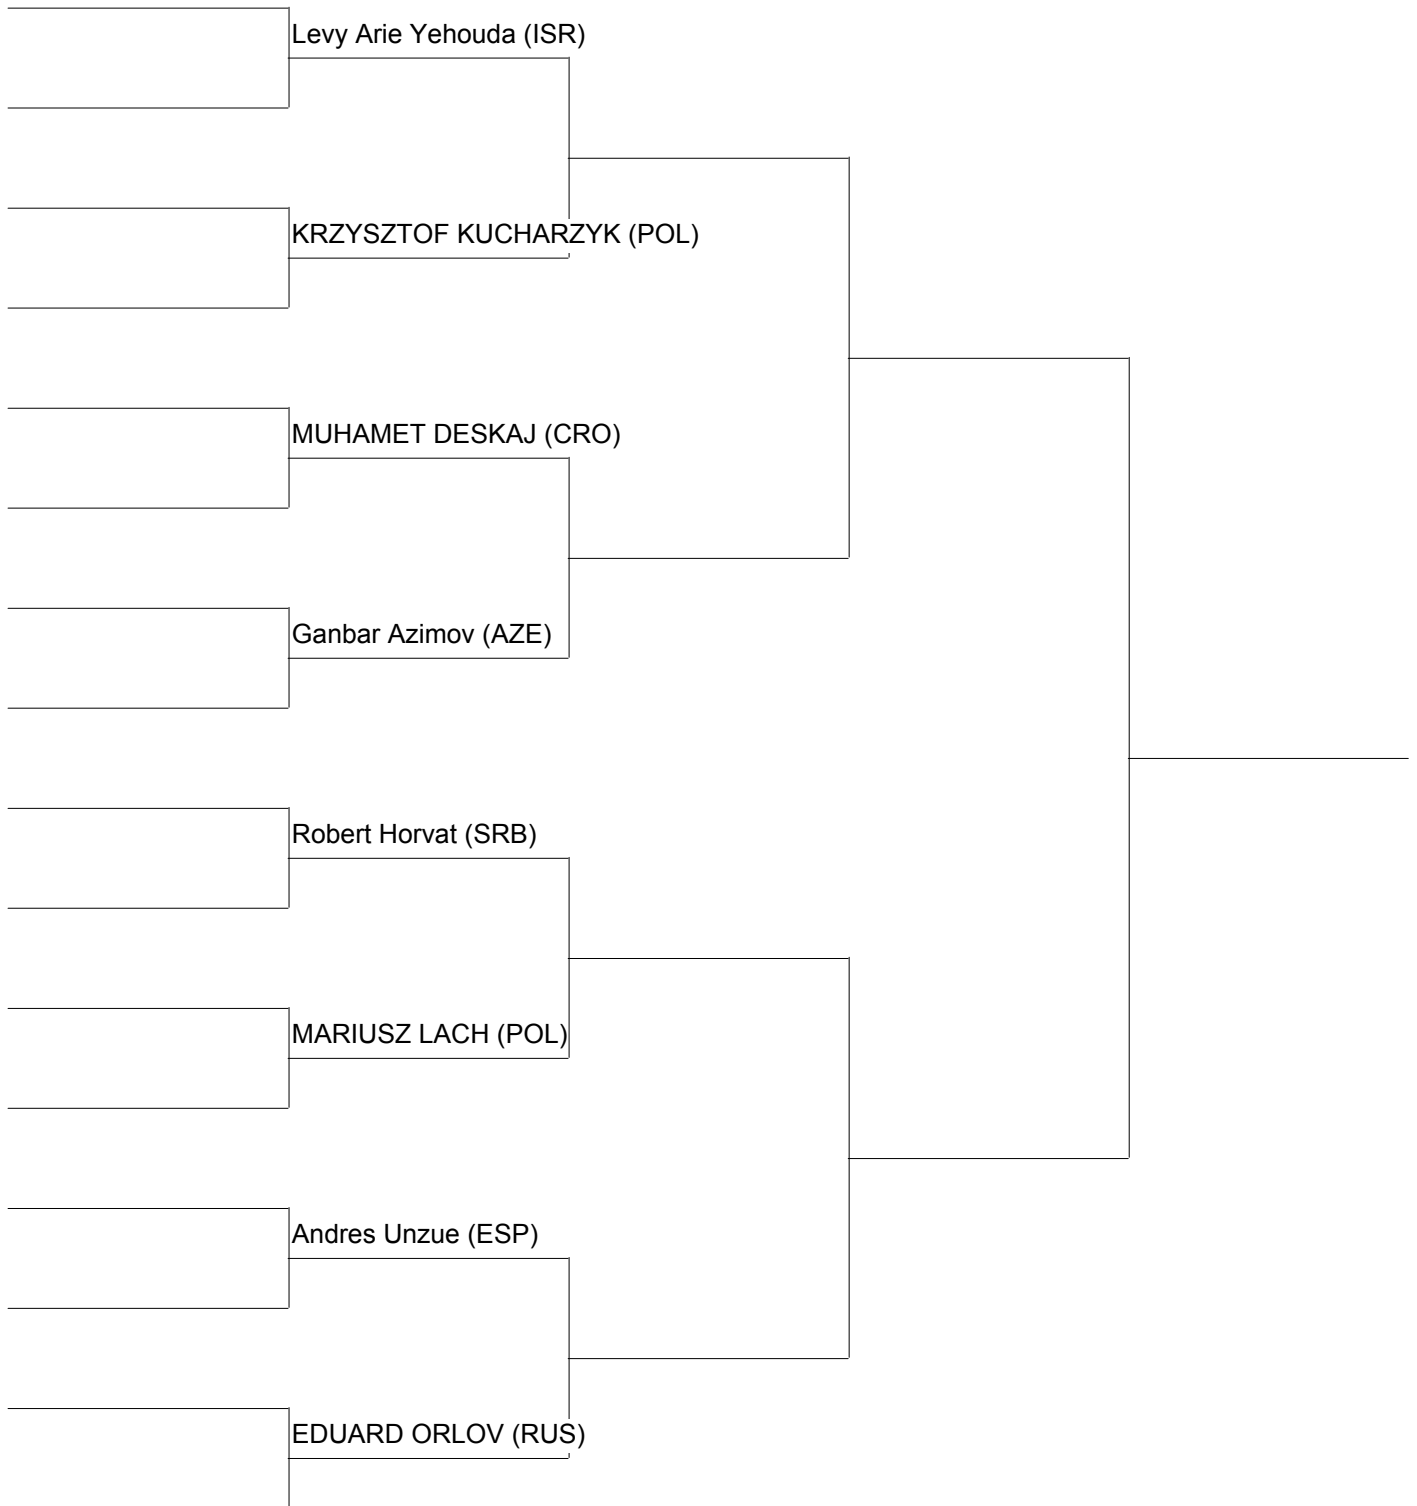 Levy Arie Yehouda (ISR)
KRZYSZTOF KUCHARZYK (POL)
MUHAMET DESKAJ (CRO)
Ganbar Azimov (AZE)
Robert Horvat (SRB)
MARIUSZ LACH (POL)
Andres Unzue (ESP)
EDUARD ORLOV (RUS)